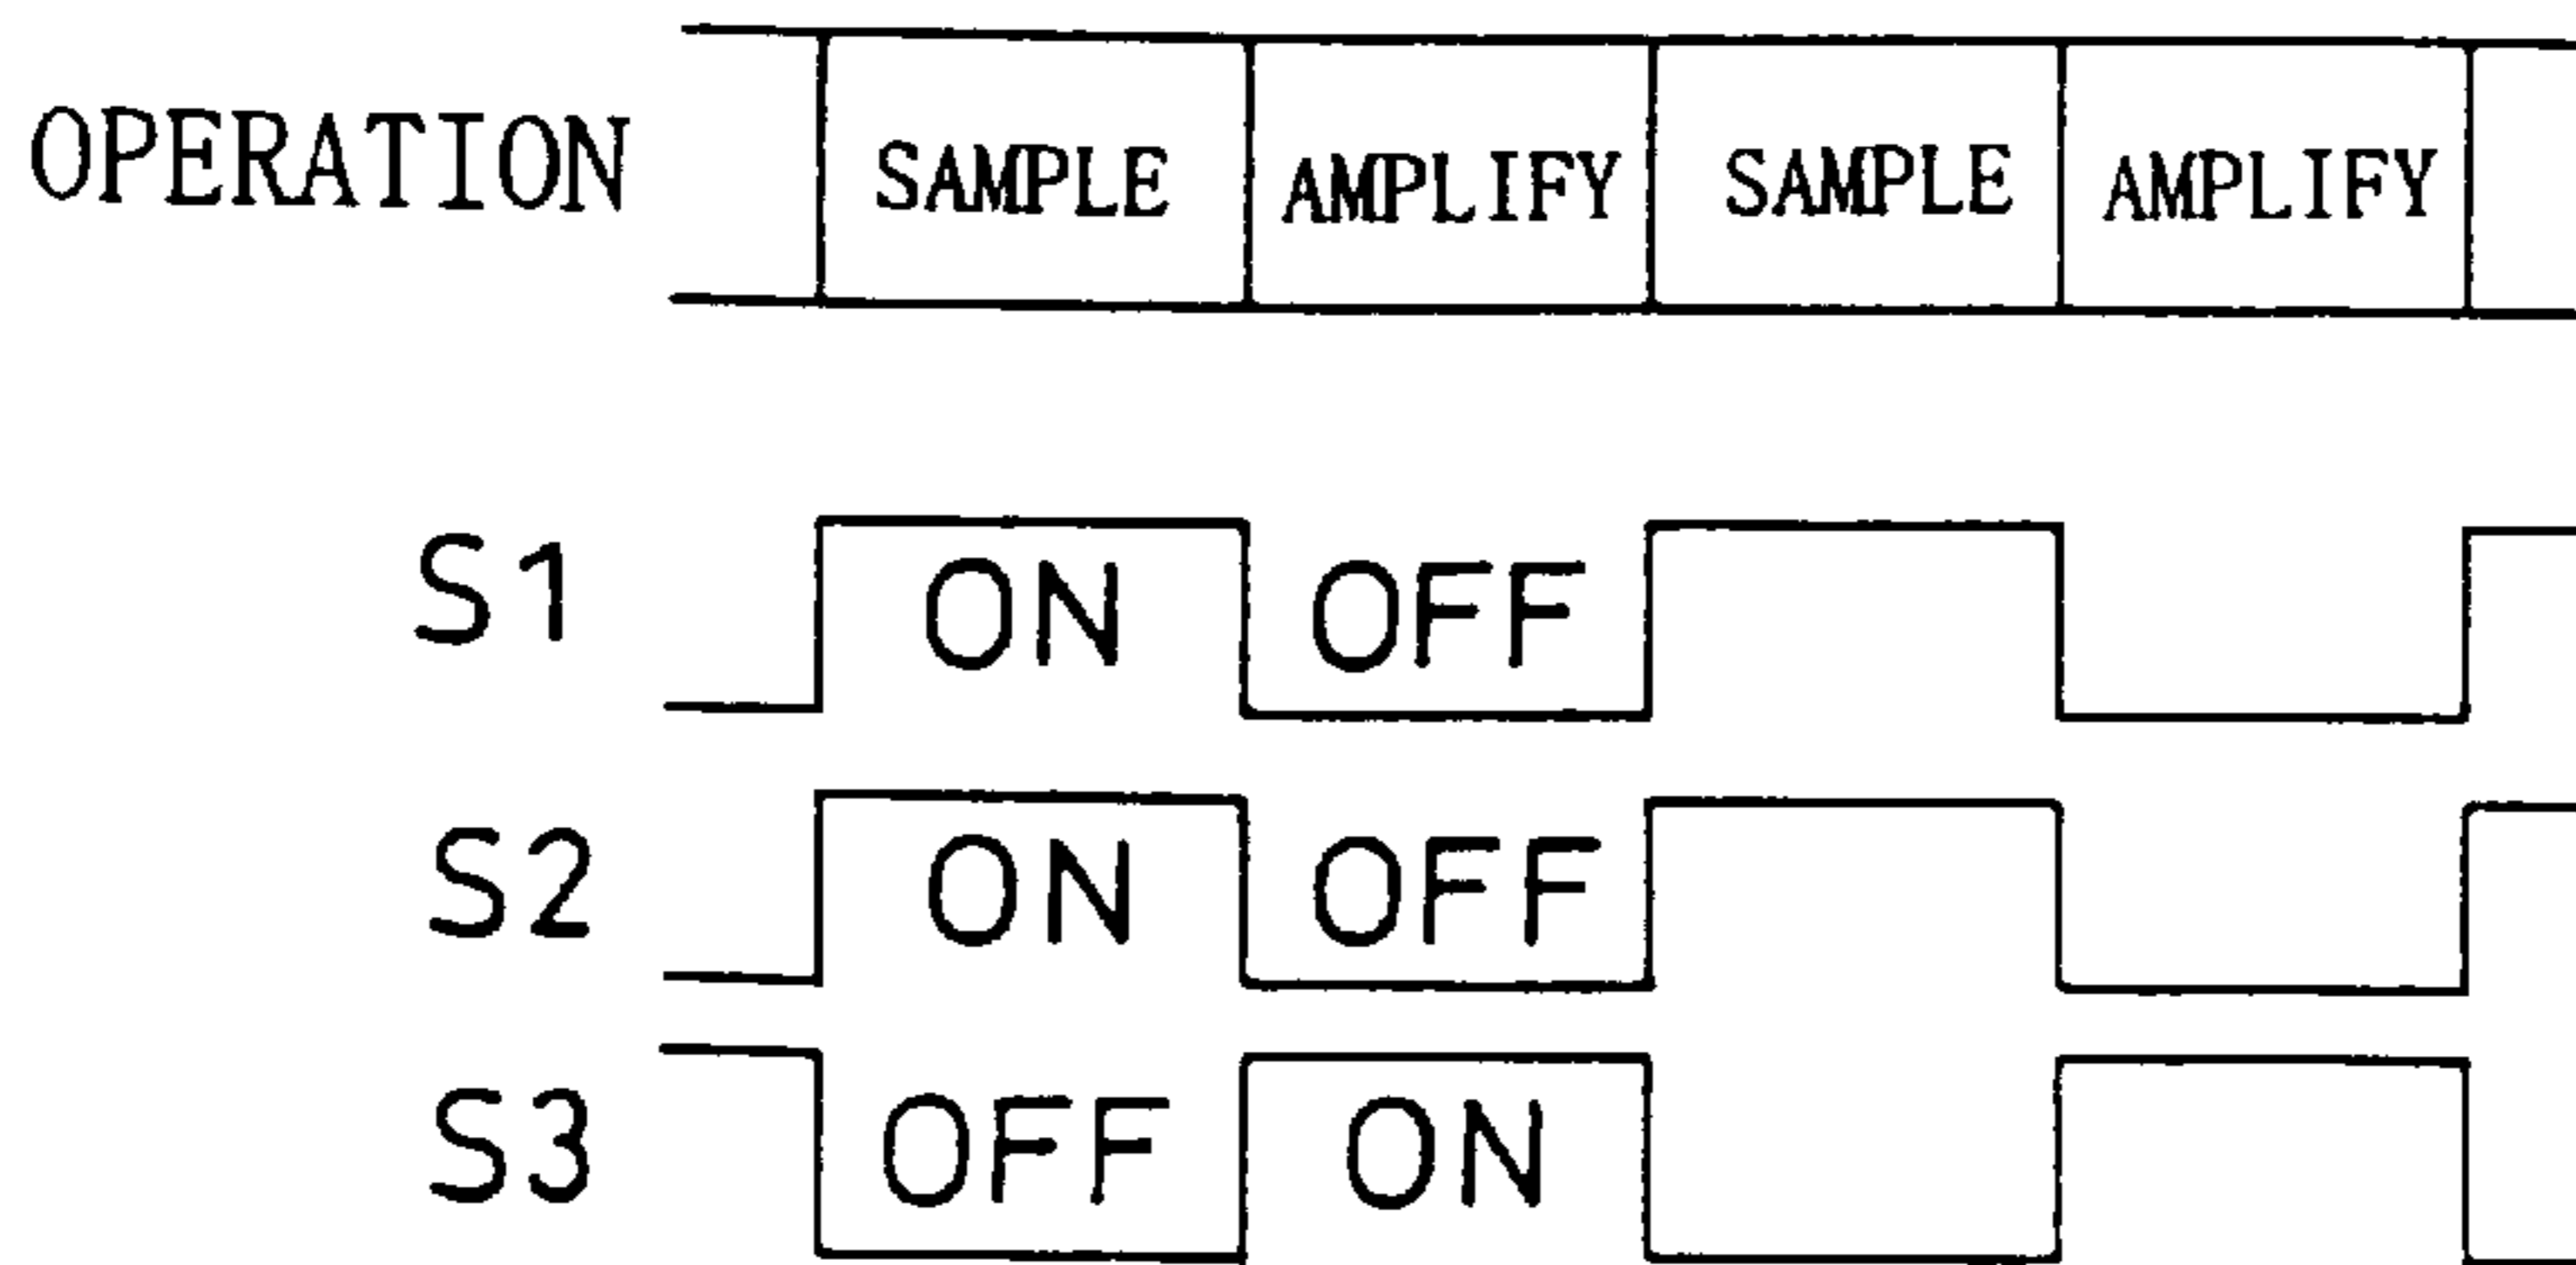 OPERATION SAMPLE AMPLIFY SAMPLE AMPLIFY
S1 ON OFF
S2 ON OFF
S3 OFF ON